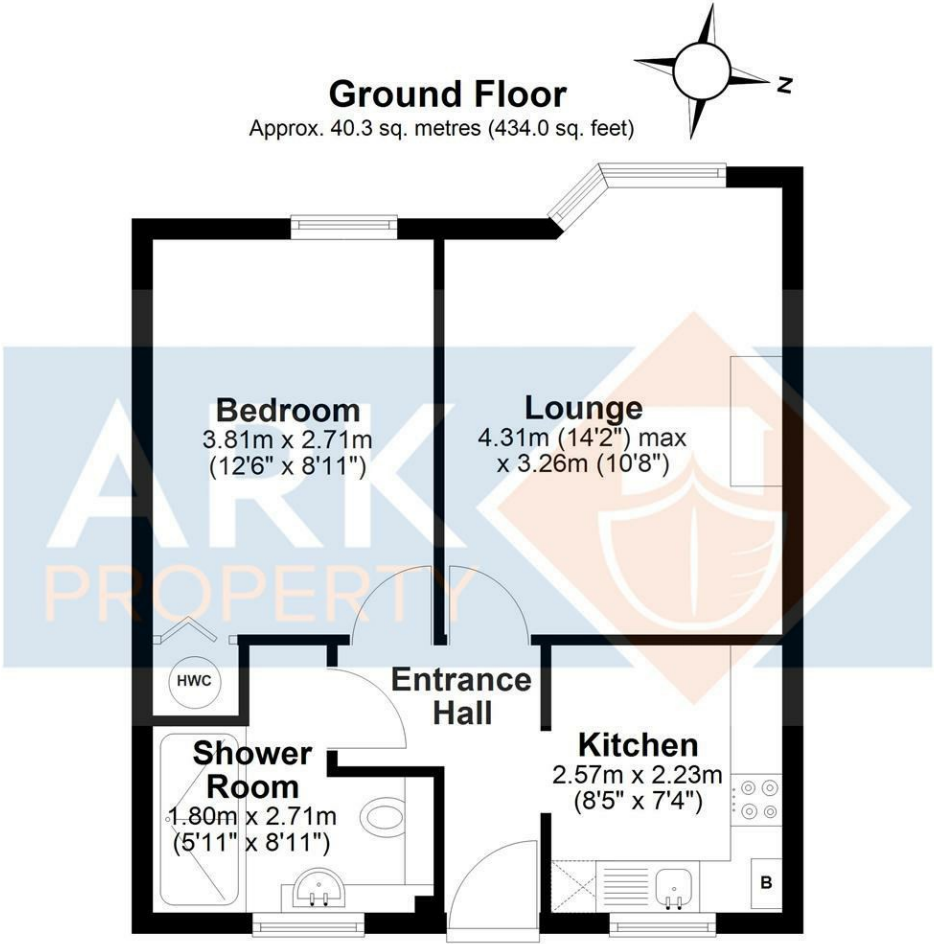 Ground Floor
Approx. 40.3 sq. metres (434.0 sq. feet)
N
Bedroom
3.81m x 2.71m
(12'6" x 8'11")
Lounge
4.31m (14'2") max
x 3.26m (10'8")
ARK
PROPERTY
HWC
Entrance
Hall
Shower
Room
1.80m x 2.71m
(5'11" x 8'11")
Kitchen
2.57m x 2.23m
(8'5" x 7'4")
B